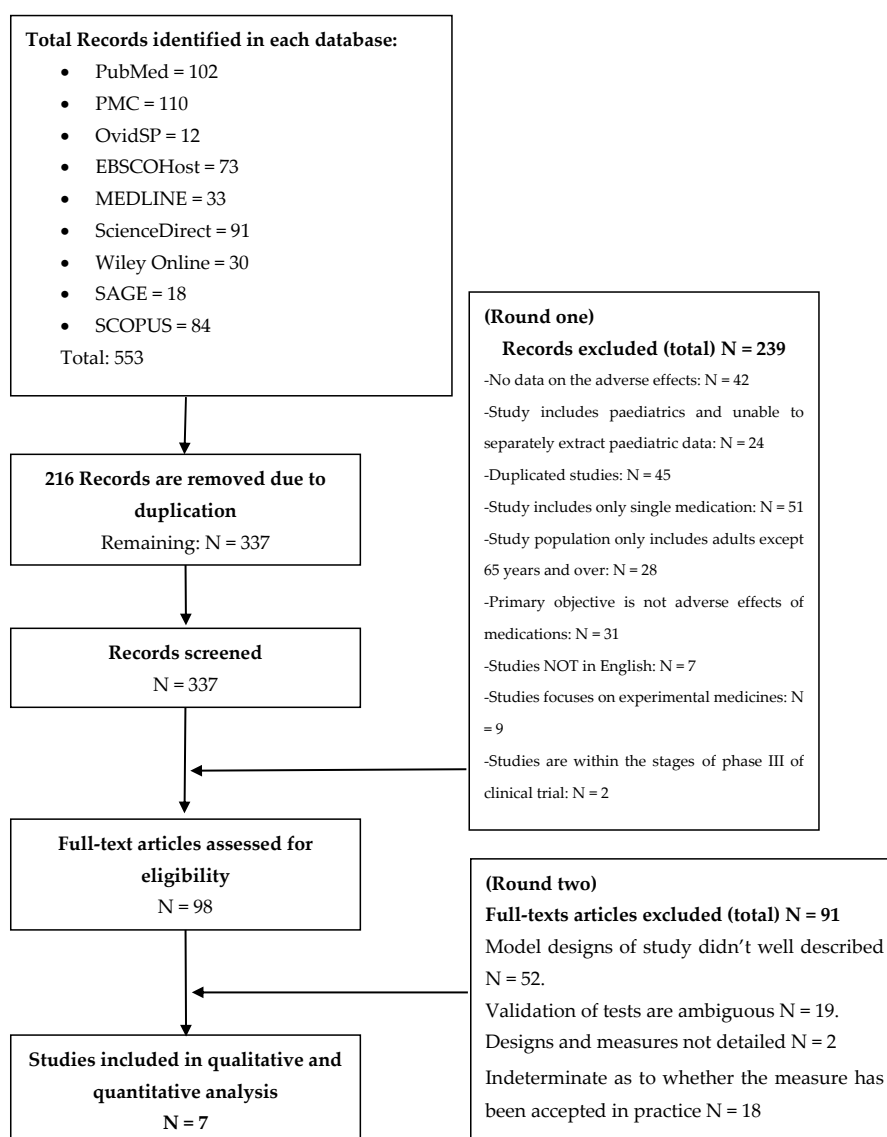 Total Records identified in each database:
• PubMed = 102
• PMC = 110
• OvidSP = 12
• EBSCOHost = 73
• MEDLINE = 33
• ScienceDirect = 91
• Wiley Online = 30
• SAGE = 18
• SCOPUS = 84
Total: 553
216 Records are removed due to
duplication
Remaining: N = 337
Records screened
N = 337
(Round one)
Records excluded (total) N = 239
-No data on the adverse effects: N = 42
-Study includes paediatrics and unable to
separately extract paediatric data: N = 24
-Duplicated studies: N = 45
-Study includes only single medication: N = 51
-Study population only includes adults except
65 years and over: N = 28
-Primary objective is not adverse effects of
medications: N = 31
-Studies NOT in English: N = 7
-Studies focuses on experimental medicines: N
= 9
-Studies are within the stages of phase III of
clinical trial: N = 2
Full-text articles assessed for
eligibility
N = 98
(Round two)
Full-texts articles excluded (total) N = 91
Model designs of study didn't well described
N = 52.
Validation of tests are ambiguous N = 19.
Designs and measures not detailed N = 2
Indeterminate as to whether the measure has
been accepted in practice N = 18
Studies included in qualitative and
quantitative analysis
N = 7